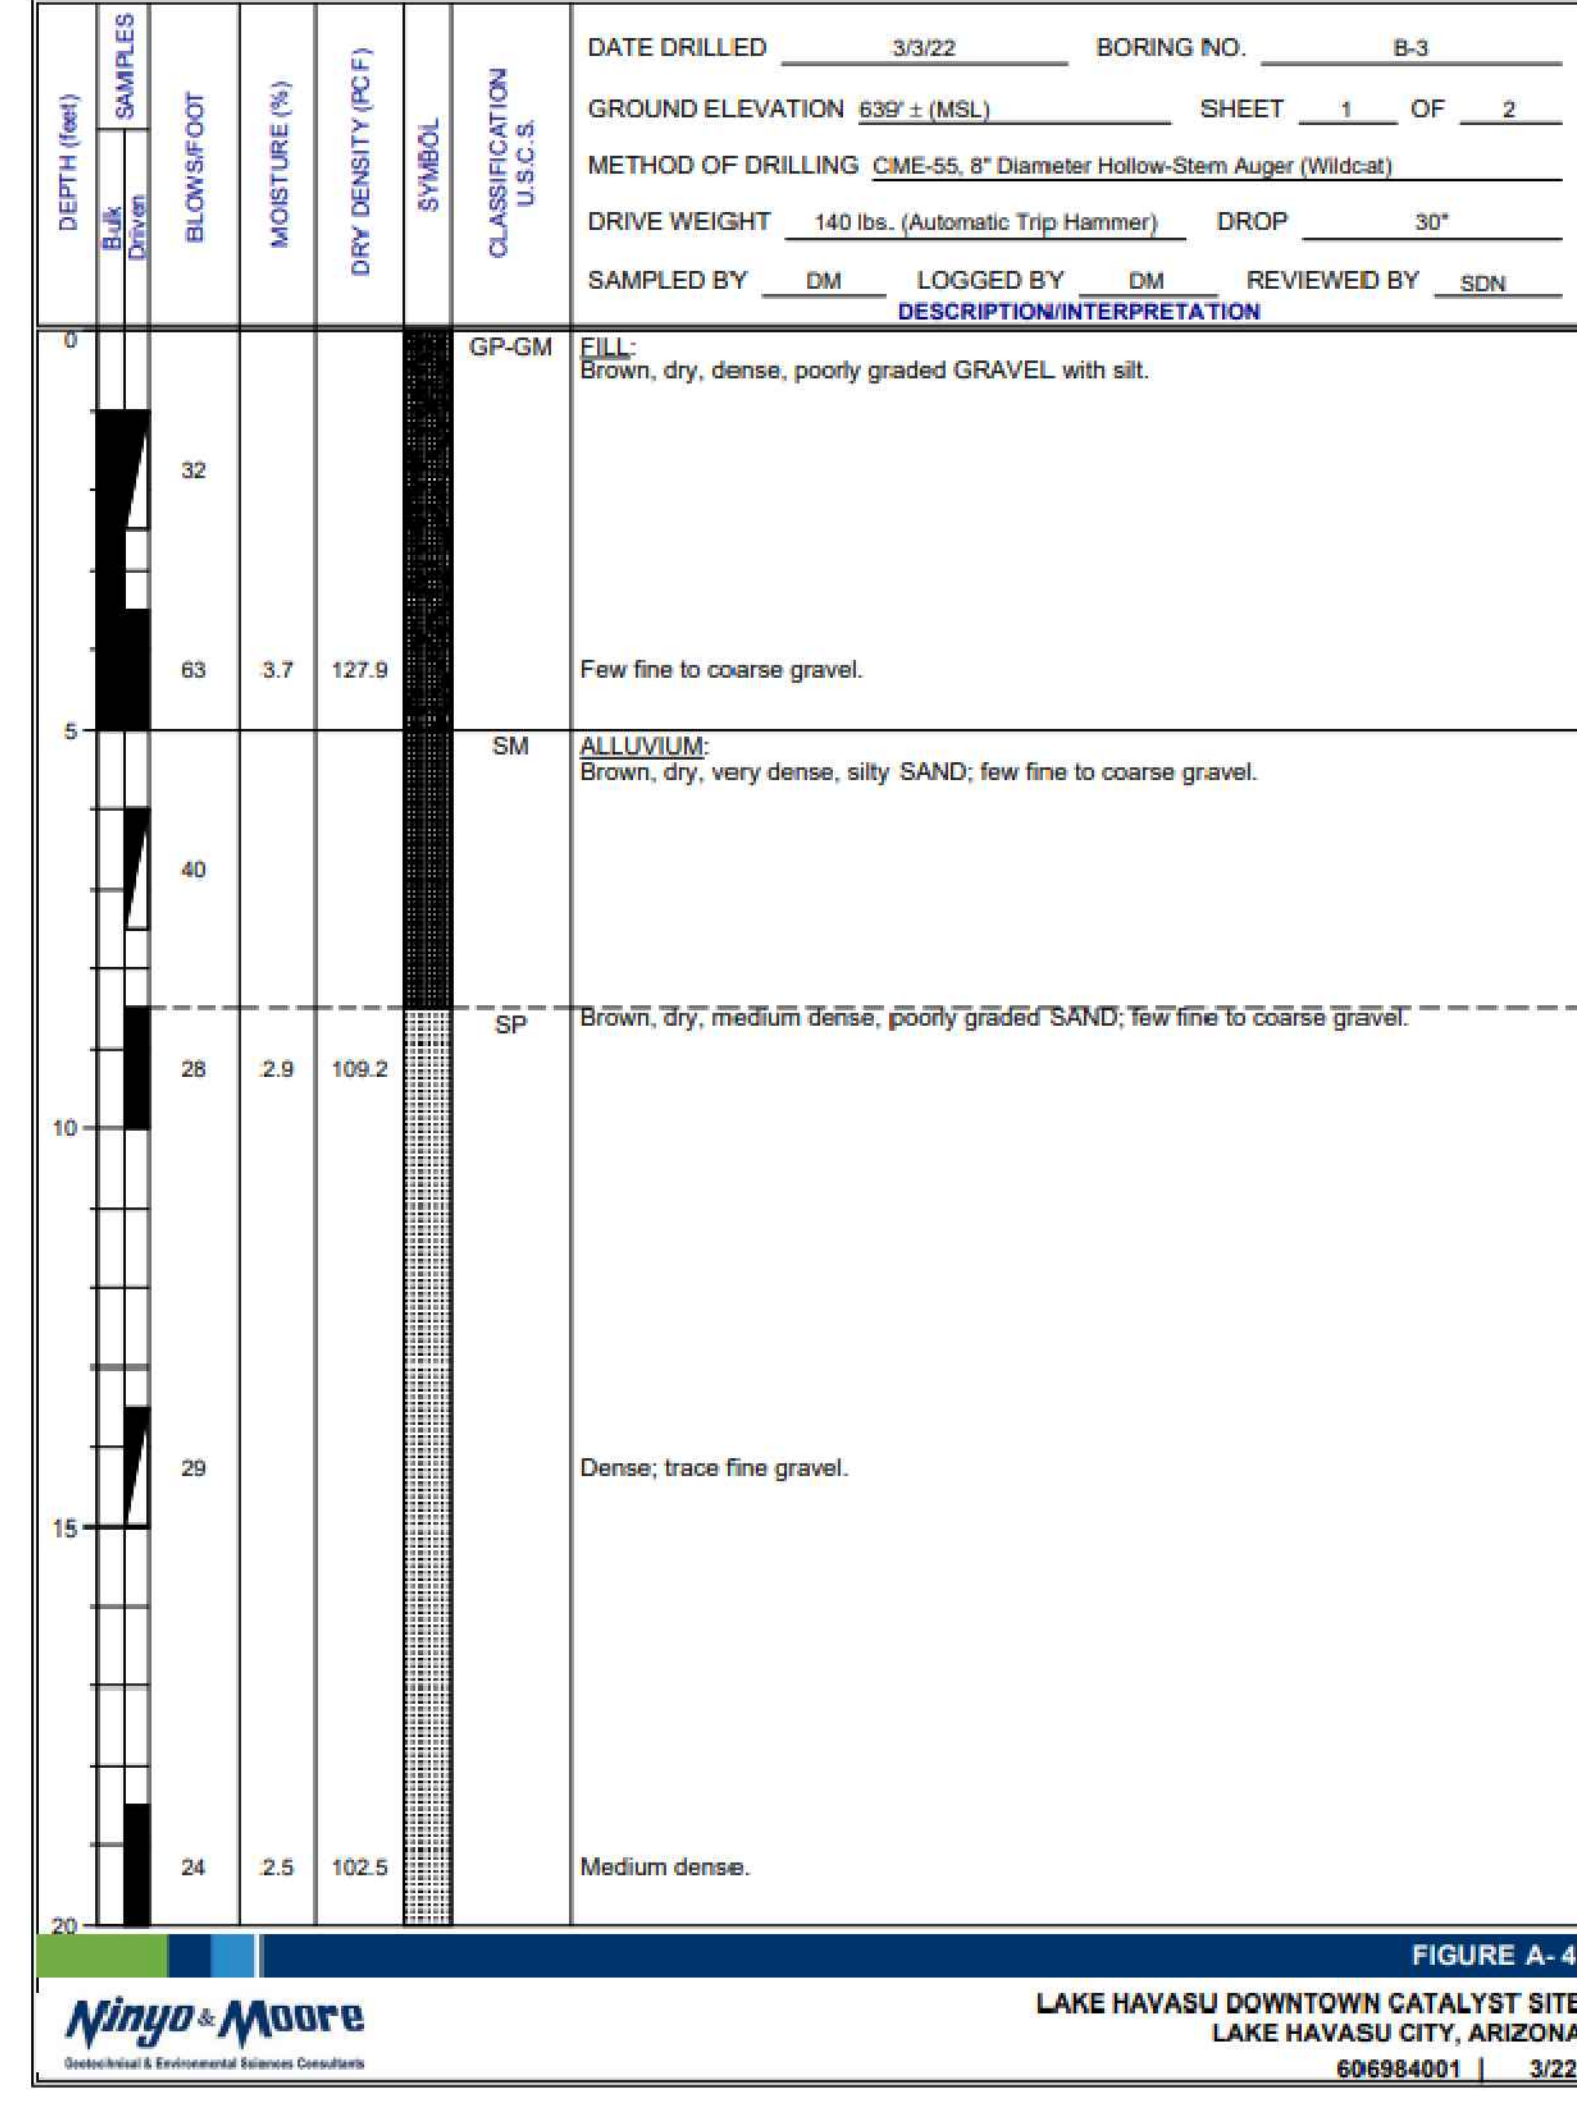 DEPTH (feet)
SAMPLES
Bulk
Driven
BLOWS/FOOT
MOISTURE (%)
DRY DENSITY (PCF)
SYMBOL
CLASSIFICATION
U.S.C.S.
DATE DRILLED 3/3/22 BORING NO. B-3
GROUND ELEVATION 639' ± (MSL) SHEET 1 OF 2
METHOD OF DRILLING CME-55, 8" Diameter Hollow-Stem Auger (Wildcat)
DRIVE WEIGHT 140 lbs. (Automatic Trip Hammer) DROP 30"
SAMPLED BY DM LOGGED BY DM REVIEWED BY SDN
DESCRIPTION/INTERPRETATION
0 GP-GM FILL:
Brown, dry, dense, poorly graded GRAVEL with silt.
32
63 3.7 127.9 Few fine to coarse gravel.
5 SM ALLUVIUM:
Brown, dry, very dense, silty SAND; few fine to coarse gravel.
40
SP Brown, dry, medium dense, poorly graded SAND; few fine to coarse gravel.
28 2.9 109.2
10
29 Dense; trace fine gravel.
15
24 2.5 102.5 Medium dense.
20
FIGURE A- 4
Ninyo & Moore
Geotechnical & Environmental Sciences Consultants
LAKE HAVASU DOWNTOWN CATALYST SITE
LAKE HAVASU CITY, ARIZONA
606984001 | 3/22